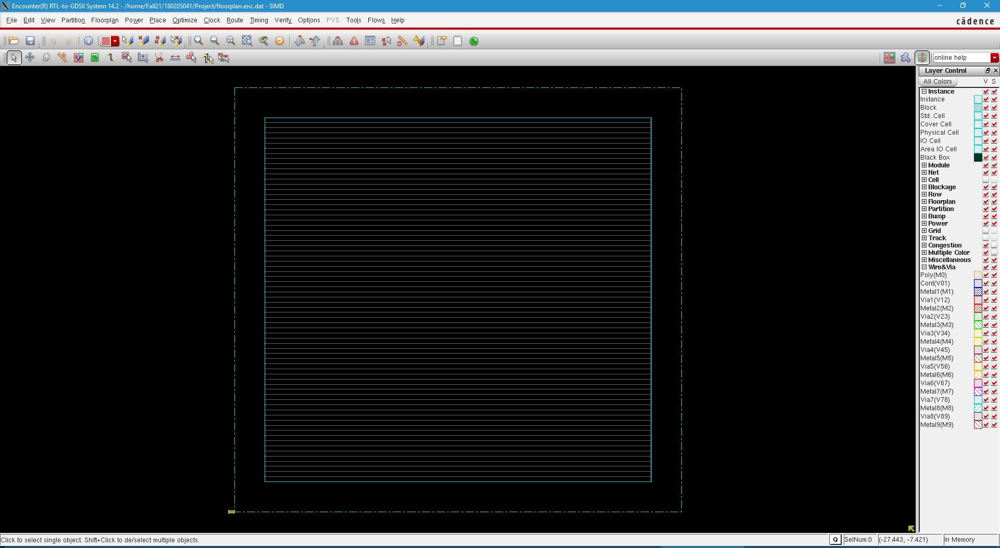 Encounter(R) RTL-to-GDSII System 14.2 - /home/Fall21/180205041/Project/floorplan.enc.dat - SIMD
File Edit View Partition Floorplan Power Place Optimize Clock Route Timing Verify Options PVS Tools Flows Help
cādence
online help
Layer Control
All Colors V S
Instance
Instance
Block
Std. Cell
Cover Cell
Physical Cell
IO Cell
Area IO Cell
Black Box
Module
Net
Cell
Blockage
Row
Floorplan
Partition
Bump
Power
Grid
Track
Congestion
Multiple Color
Miscellaneous
Wire&Via
Poly(M0)
Cont(V01)
Metal1(M1)
Via1(V12)
Metal2(M2)
Via2(V23)
Metal3(M3)
Via3(V34)
Metal4(M4)
Via4(V45)
Metal5(M5)
Via5(V56)
Metal6(M6)
Via6(V67)
Metal7(M7)
Via7(V78)
Metal8(M8)
Via8(V89)
Metal9(M9)
Click to select single object. Shift+Click to de/select multiple objects. Q SelNum:0 (-27.443, -7.421) In Memory